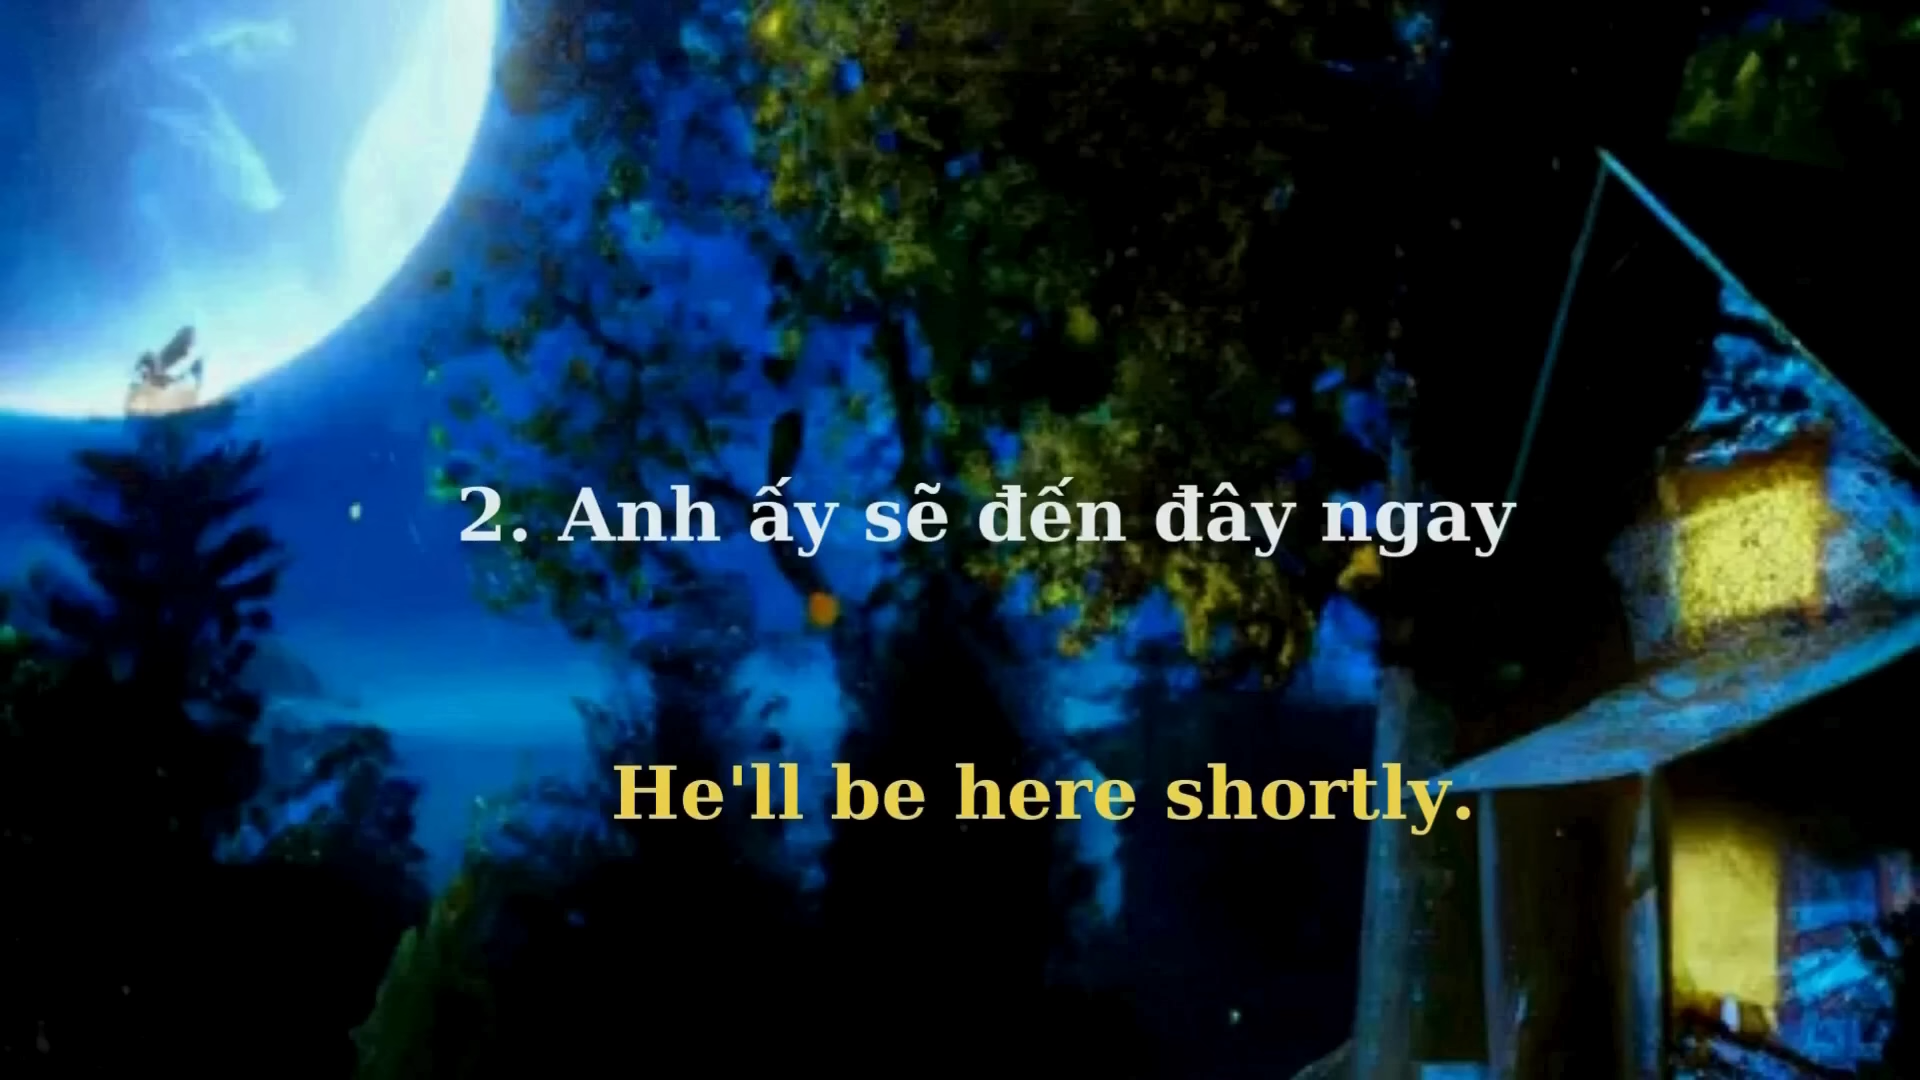 2. Anh ấy sẽ đến đây ngay
He'll be here shortly.